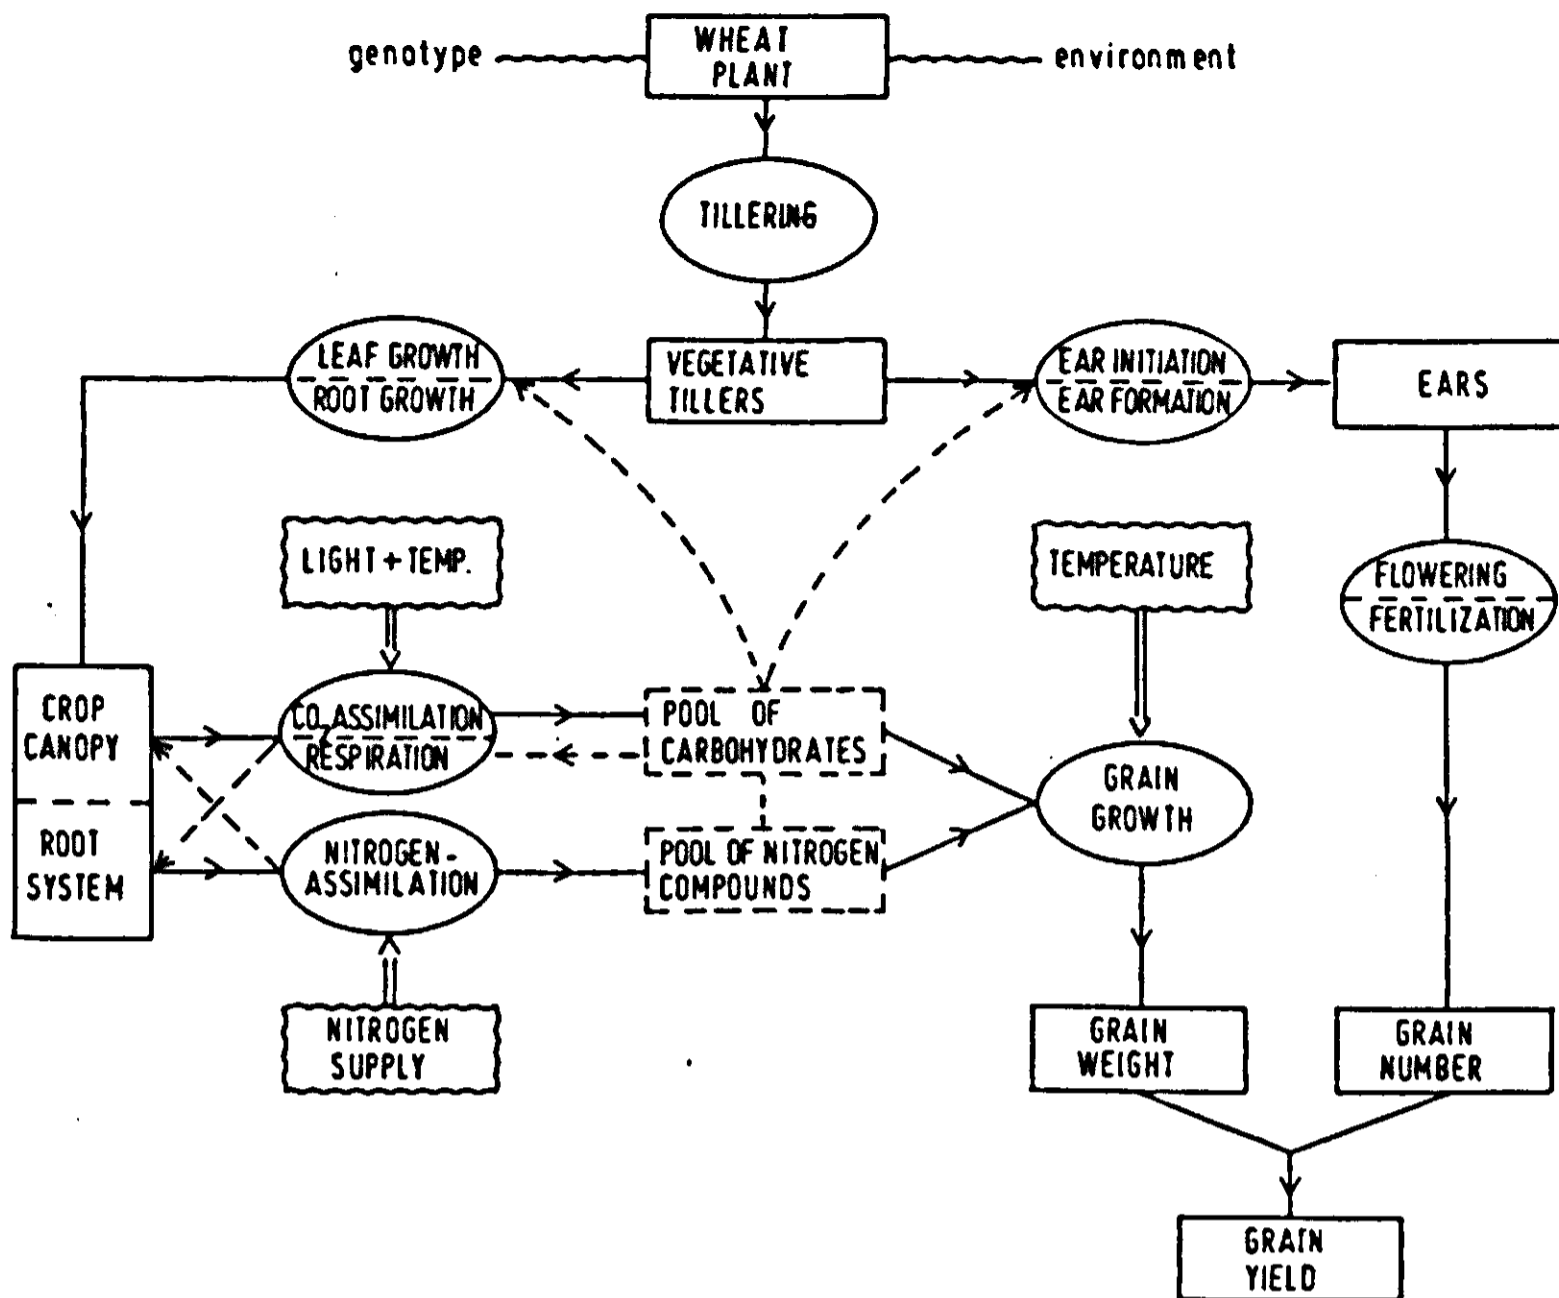 genotype
WHEAT
PLANT
environment
TILLERING
LEAF GROWTH
ROOT GROWTH
VEGETATIVE
TILLERS
EAR INITIATION
EAR FORMATION
EARS
LIGHT + TEMP.
TEMPERATURE
FLOWERING
FERTILIZATION
CROP
CANOPY
ROOT
SYSTEM
CO2 ASSIMILATION
RESPIRATION
POOL OF
CARBOHYDRATES
GRAIN
GROWTH
NITROGEN-
ASSIMILATION
POOL OF NITROGEN
COMPOUNDS
NITROGEN
SUPPLY
GRAIN
WEIGHT
GRAIN
NUMBER
GRAIN
YIELD